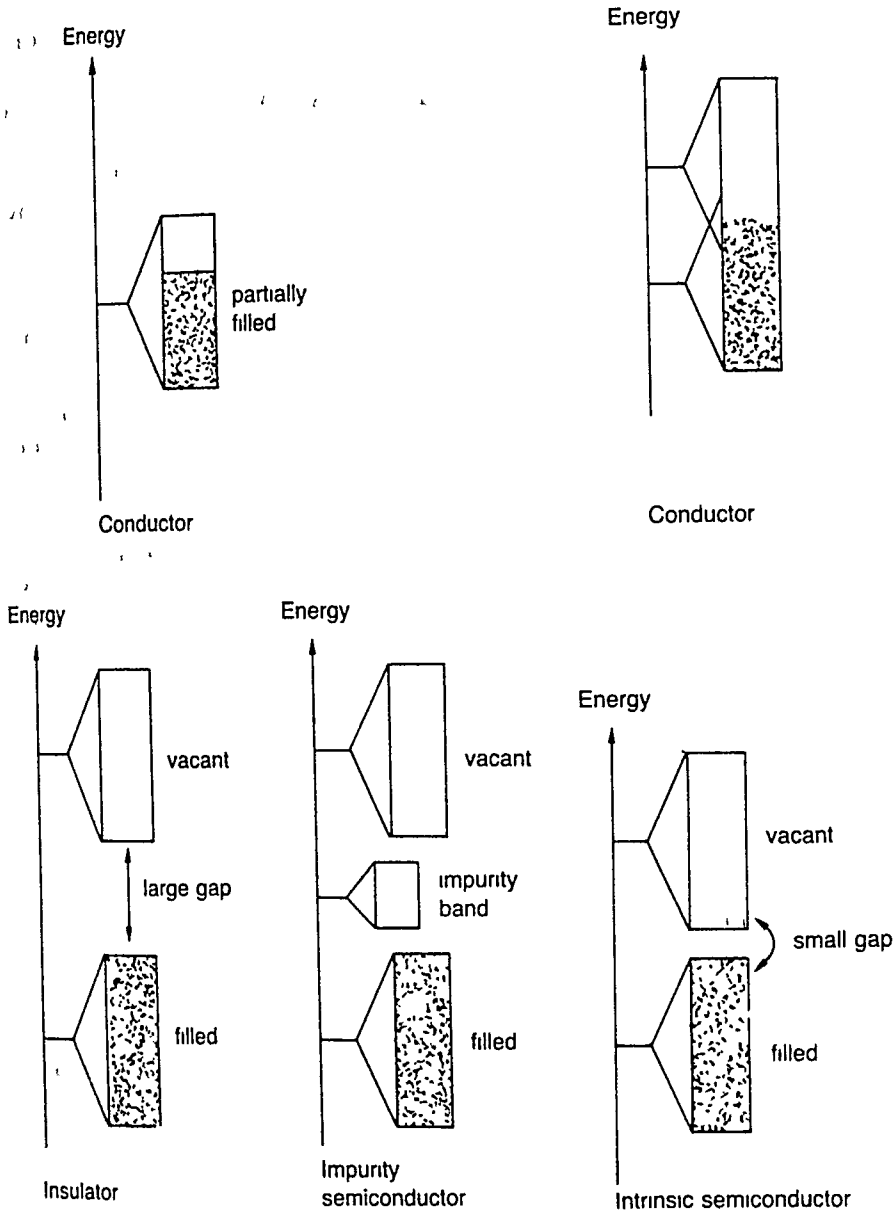 Energy
Energy
partially
filled
Conductor
Conductor
Energy
Energy
Energy
vacant
vacant
vacant
large gap
impurity
band
small gap
filled
filled
filled
Insulator
Impurity
semiconductor
Intrinsic semiconductor